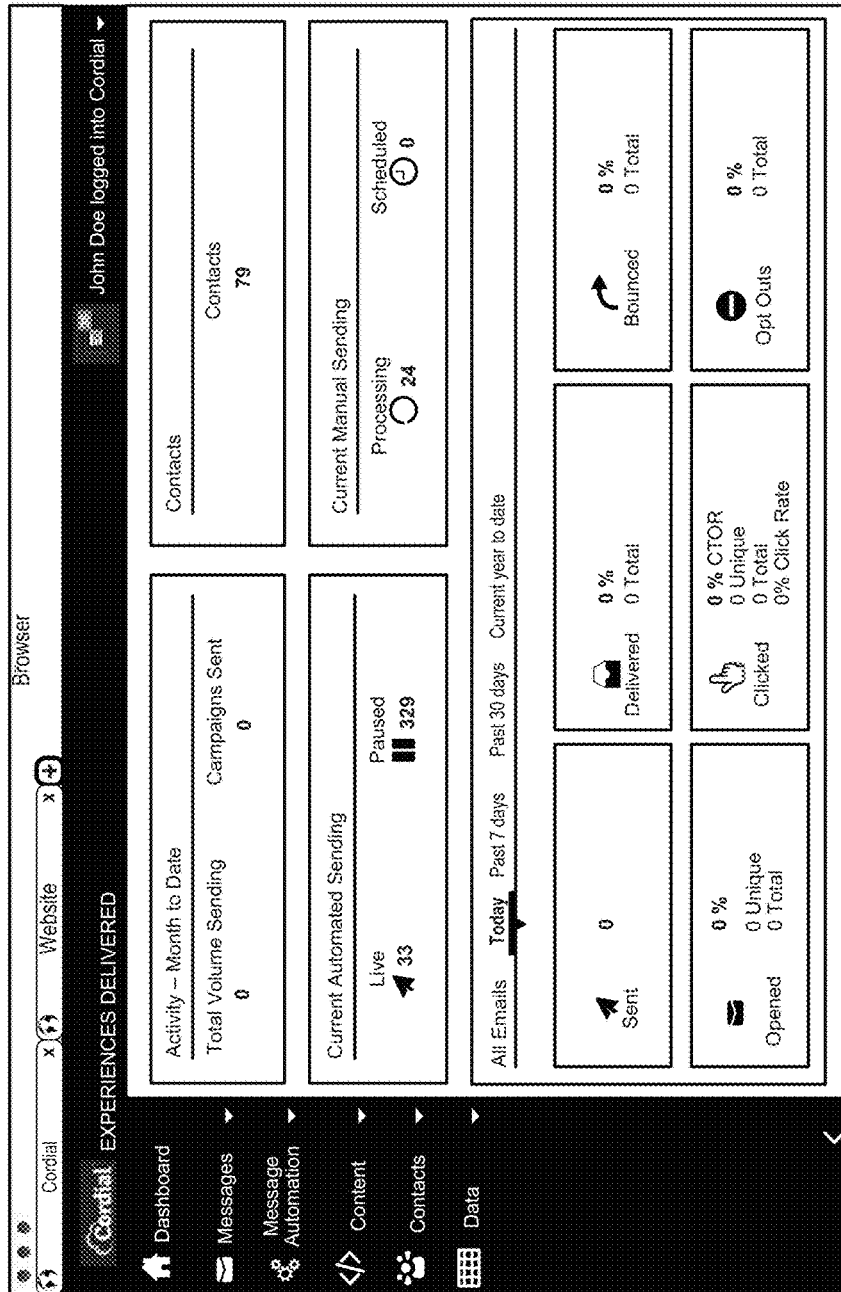 Browser
Cordial x
Website x
Cordial EXPERIENCES DELIVERED
John Doe logged into Cordial
Dashboard
Messages
Message
Automation
Content
Contacts
Data
Activity – Month to Date
Total Volume Sending Campaigns Sent
0 0
Contacts
Contacts
79
Current Automated Sending
Live Paused
33 329
Current Manual Sending
Processing Scheduled
24 0
All Emails Today Past 7 days Past 30 days Current year to date
Sent
0
Delivered
0 %
0 Total
Bounced
0 %
0 Total
Opened
0 %
0 Unique
0 Total
Clicked
0 % CTOR
0 Unique
0 Total
0% Click Rate
Opt Outs
0 %
0 Total